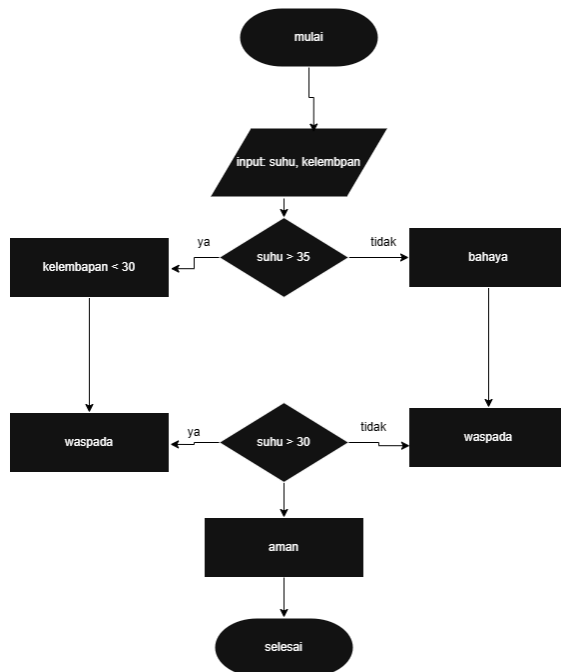 mulai
input: suhu, kelembpan
ya
suhu > 35
tidak
kelembapan < 30
bahaya
waspada
ya
suhu > 30
tidak
waspada
aman
selesai